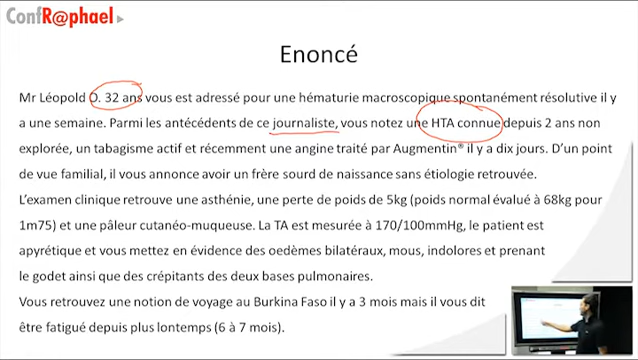 ConfR@phael
Enoncé
Mr Léopold O. 32 ans vous est adressé pour une hématurie macroscopique spontanément résolutive il y
a une semaine. Parmi les antécédents de ce journaliste, vous notez une HTA connue depuis 2 ans non
explorée, un tabagisme actif et récemment une angine traité par Augmentin® il y a dix jours. D'un point
de vue familial, il vous annonce avoir un frère sourd de naissance sans étiologie retrouvée.
L'examen clinique retrouve une asthénie, une perte de poids de 5kg (poids normal évalué à 68kg pour
1m75) et une pâleur cutanéo-muqueuse. La TA est mesurée à 170/100mmHg, le patient est
apyrétique et vous mettez en évidence des oedèmes bilatéraux, mous, indolores et prenant
le godet ainsi que des crépitants des deux bases pulmonaires.
Vous retrouvez une notion de voyage au Burkina Faso il y a 3 mois mais il vous dit
être fatigué depuis plus lontemps (6 à 7 mois).